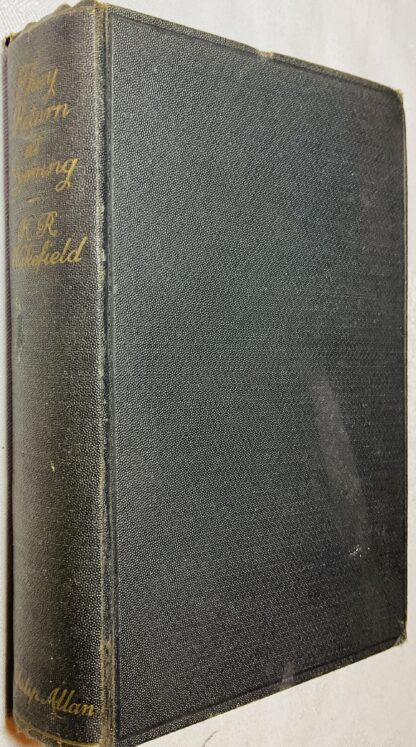 They
Return
at
Evening
H. R.
Wakefield
Philip Allan